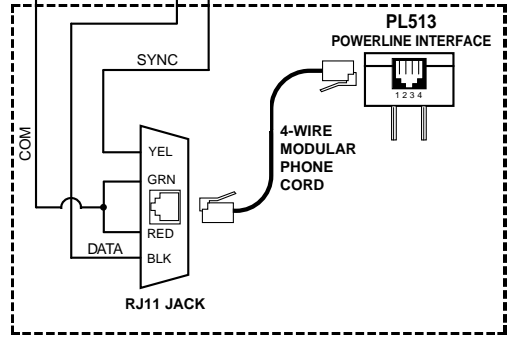 PL513
POWERLINE INTERFACE
1 2 3 4
SYNC
COM
4-WIRE
MODULAR
PHONE
CORD
YEL
GRN
RED
DATA
BLK
RJ11 JACK